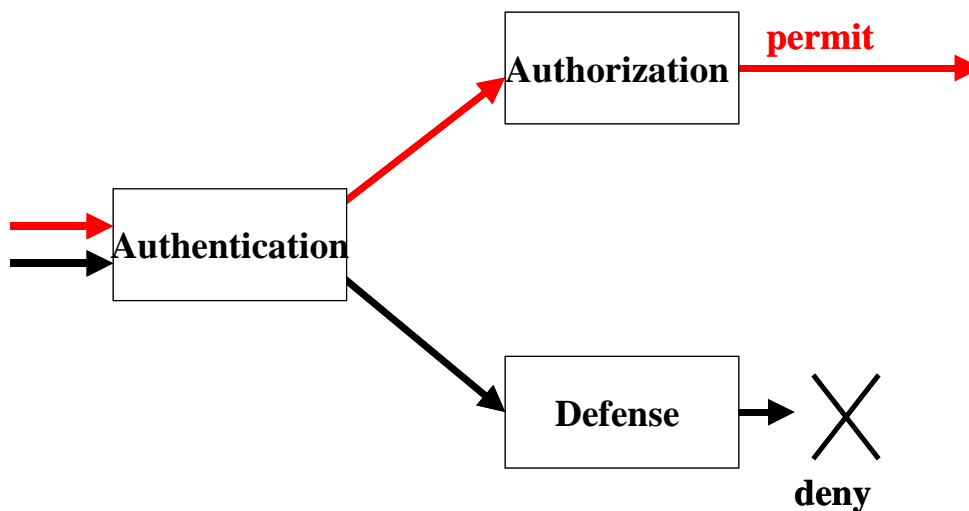 permit
Authorization
Authentication
Defense
deny